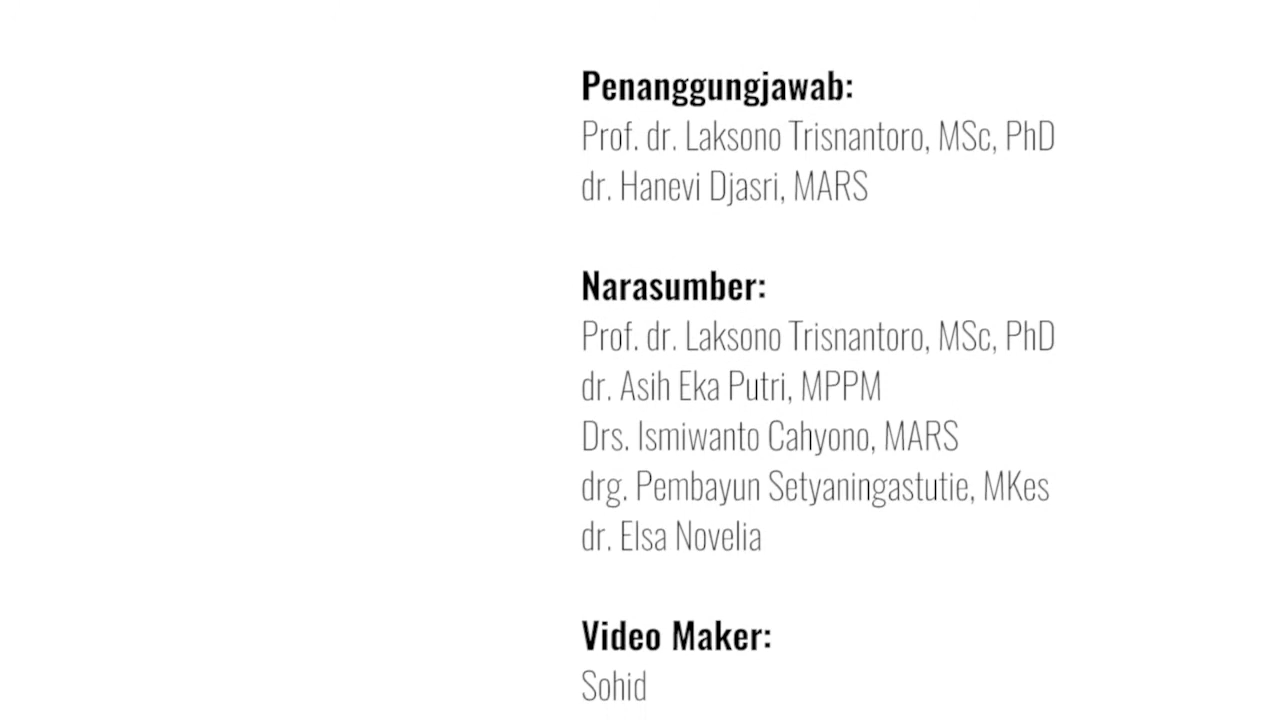 Penanggungjawab:
Prof. dr. Laksono Trisnantoro, MSc, PhD
dr. Hanevi Djasri, MARS
Narasumber:
Prof. dr. Laksono Trisnantoro, MSc, PhD
dr. Asih Eka Putri, MPPM
Drs. Ismiwanto Cahyono, MARS
drg. Pembayun Setyaningastutie, MKes
dr. Elsa Novelia
Video Maker:
Sohid